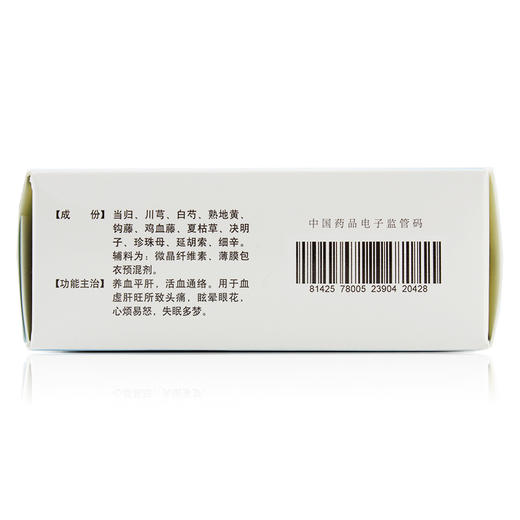 【成　份】当归、川芎、白芍、熟地黄、
钩藤、鸡血藤、夏枯草、决明
子、珍珠母、延胡索、细辛。
辅料为：微晶纤维素、薄膜包
衣预混剂。
【功能主治】养血平肝，活血通络。用于血
虚肝旺所致头痛，眩晕眼花，
心烦易怒，失眠多梦。
中国药品电子监管码
81425 78005 23904 20428